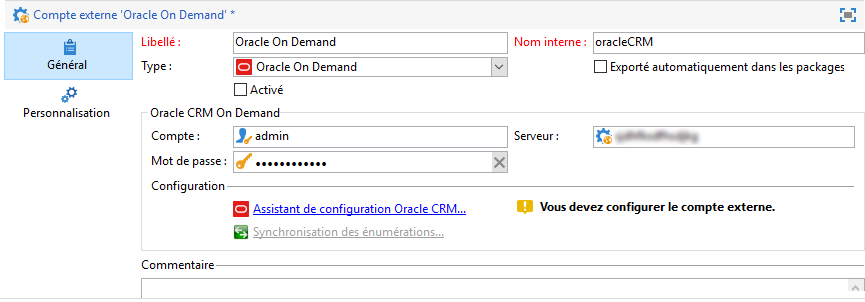 Compte externe 'Oracle On Demand' *
Général
Personnalisation
Libellé : Oracle On Demand Nom interne : oracleCRM
Type : Oracle On Demand Exporté automatiquement dans les packages
Activé
Oracle CRM On Demand
Compte : admin Serveur :
Mot de passe : ••••••••••••
Configuration
Assistant de configuration Oracle CRM... Vous devez configurer le compte externe.
Synchronisation des énumérations...
Commentaire